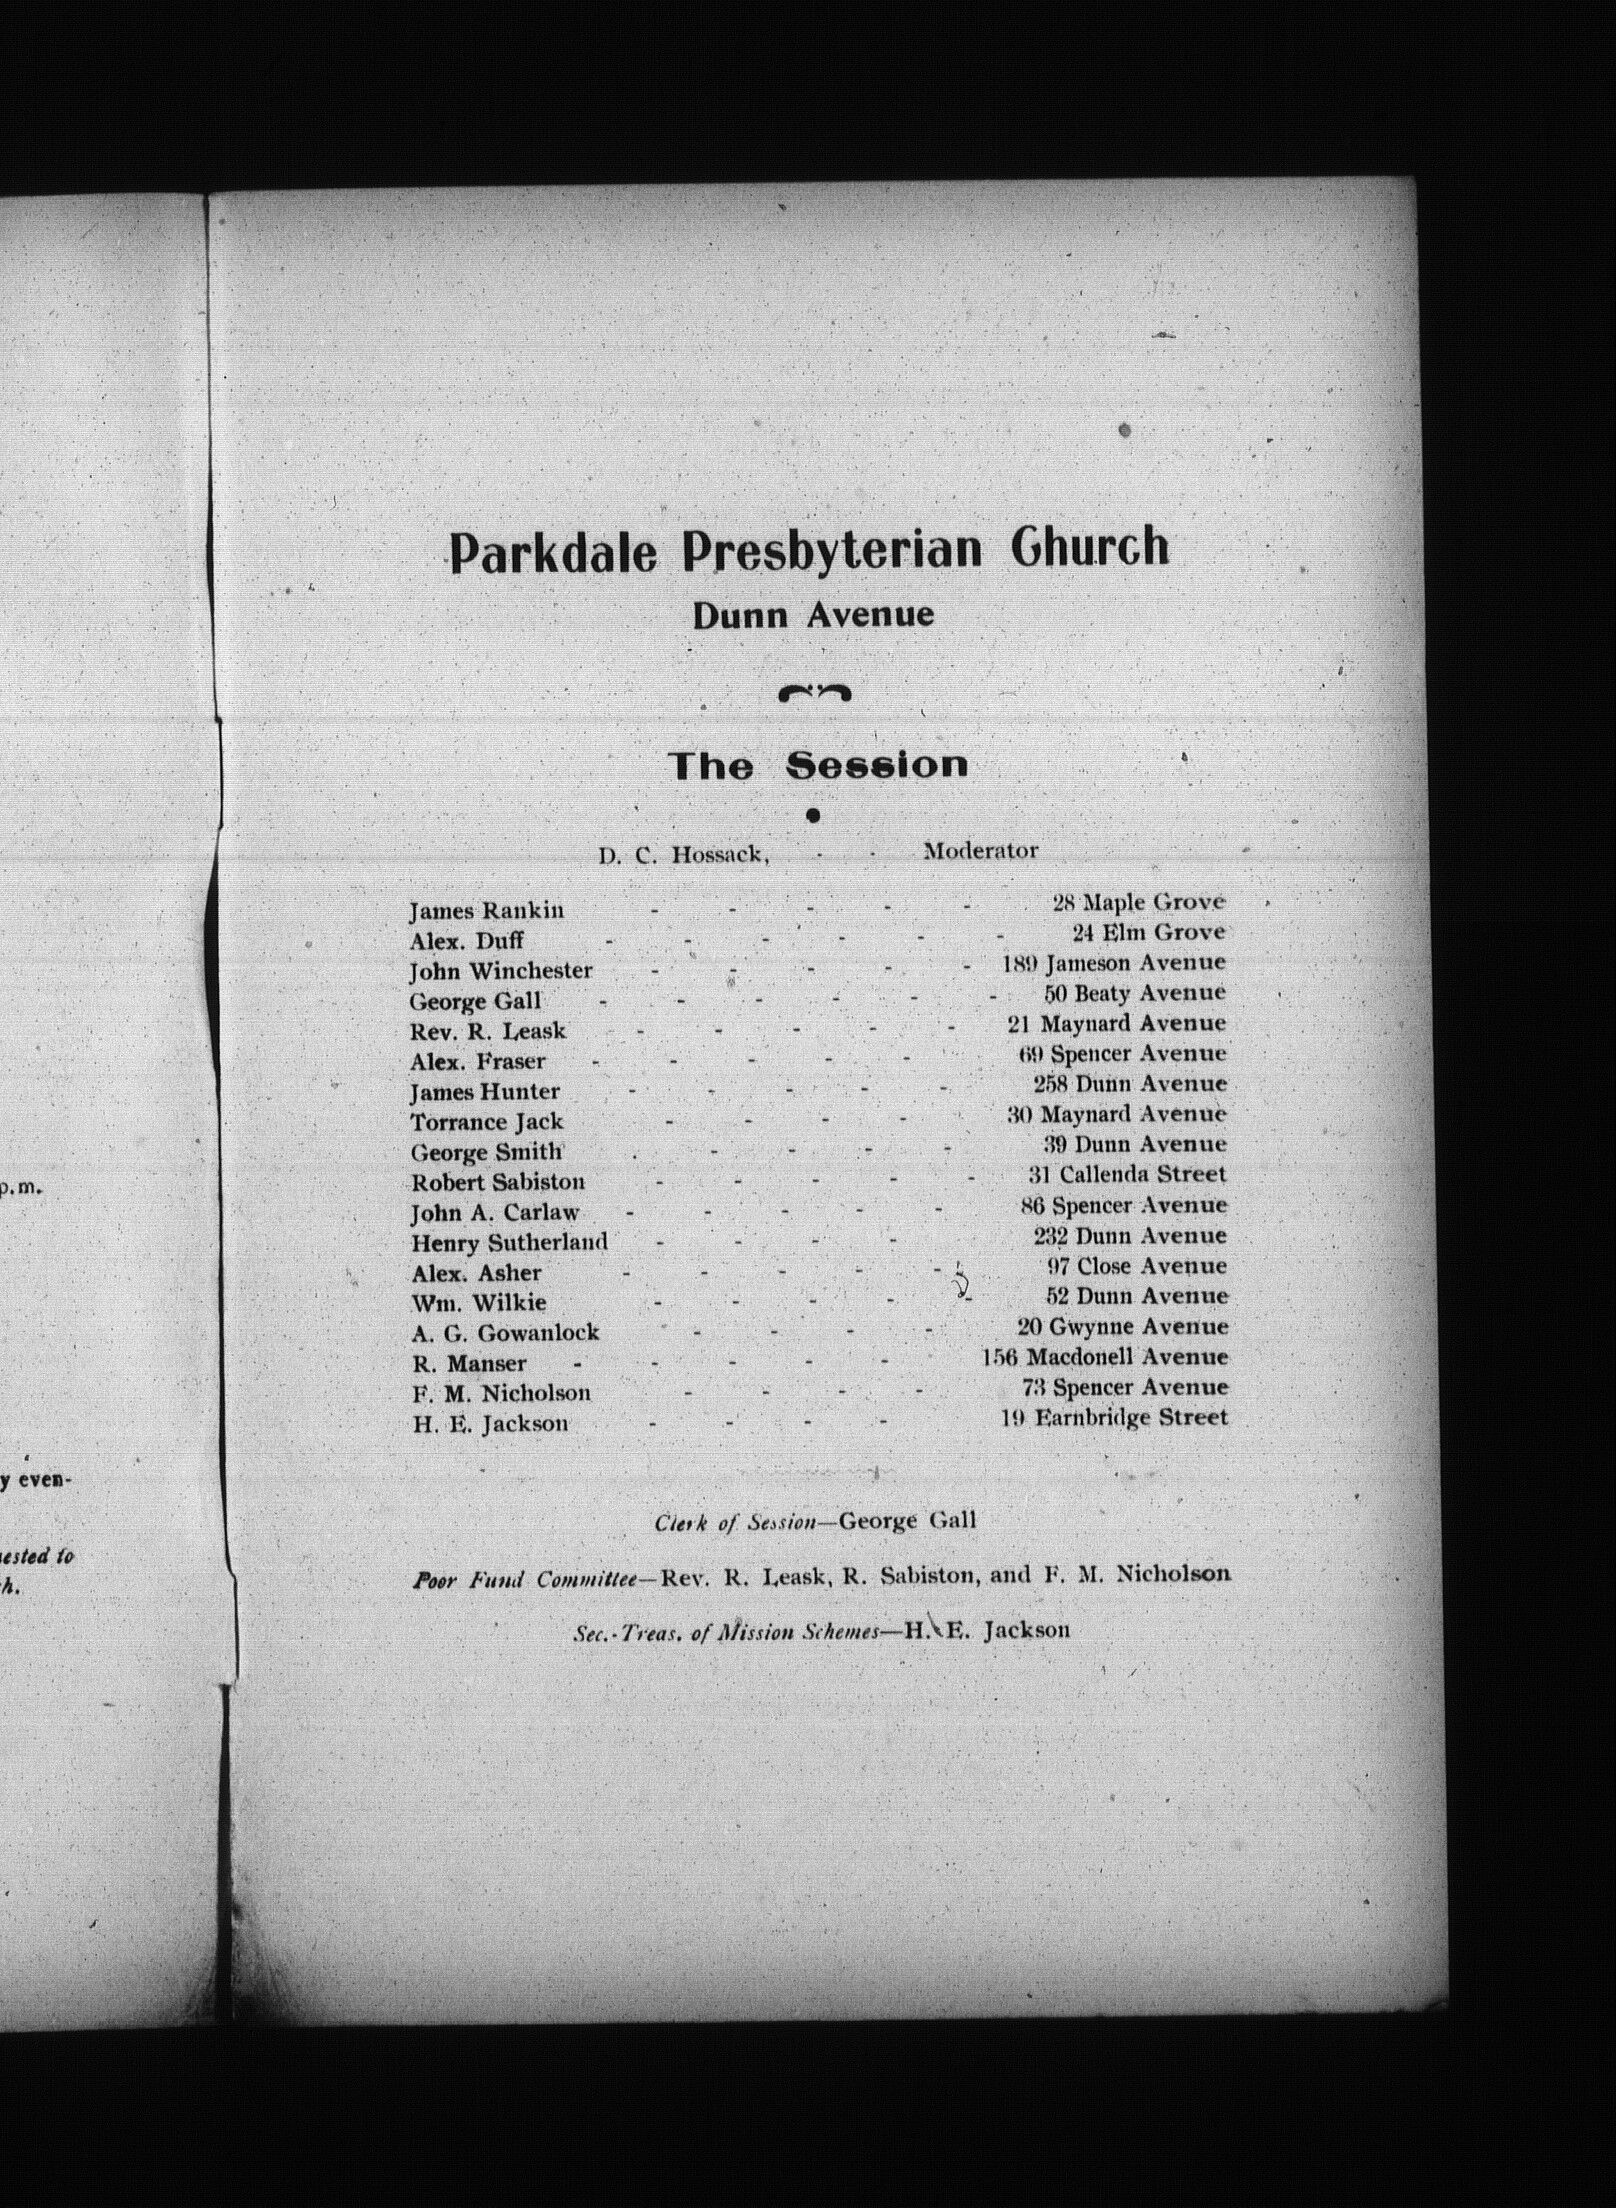 p.m.
y even-
uested to
h.
Parkdale Presbyterian Church
Dunn Avenue
The Session
D. C. Hossack, - - Moderator
James Rankin - - - - - 28 Maple Grove
Alex. Duff - - - - - - 24 Elm Grove
John Winchester - - - - - 189 Jameson Avenue
George Gall - - - - - - 50 Beaty Avenue
Rev. R. Leask - - - - - 21 Maynard Avenue
Alex. Fraser - - - - - 69 Spencer Avenue
James Hunter - - - - - 258 Dunn Avenue
Torrance Jack - - - - 30 Maynard Avenue
George Smith . - - - - 39 Dunn Avenue
Robert Sabiston - - - - - 31 Callenda Street
John A. Carlaw - - - - - 86 Spencer Avenue
Henry Sutherland - - - - 232 Dunn Avenue
Alex. Asher - - - - - 97 Close Avenue
Wm. Wilkie - - - - - 52 Dunn Avenue
A. G. Gowanlock - - - - 20 Gwynne Avenue
R. Manser - - - - - 156 Macdonell Avenue
F. M. Nicholson - - - - 73 Spencer Avenue
H. E. Jackson - - - - 19 Earnbridge Street
Clerk of Session—George Gall
Poor Fund Committee—Rev. R. Leask, R. Sabiston, and F. M. Nicholson
Sec.-Treas. of Mission Schemes—H. E. Jackson